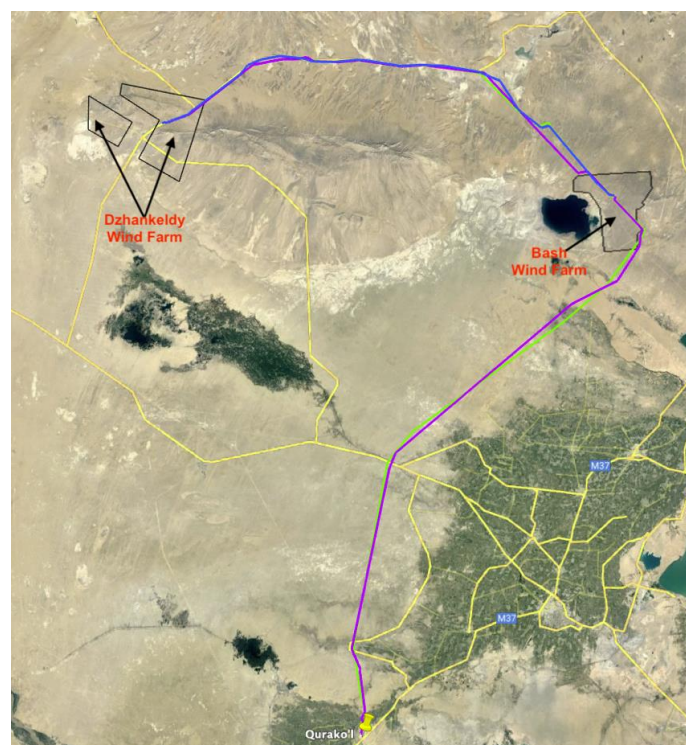 Dzhankeldy
Wind Farm
Bash
Wind Farm
M37
M37
Qurako'l